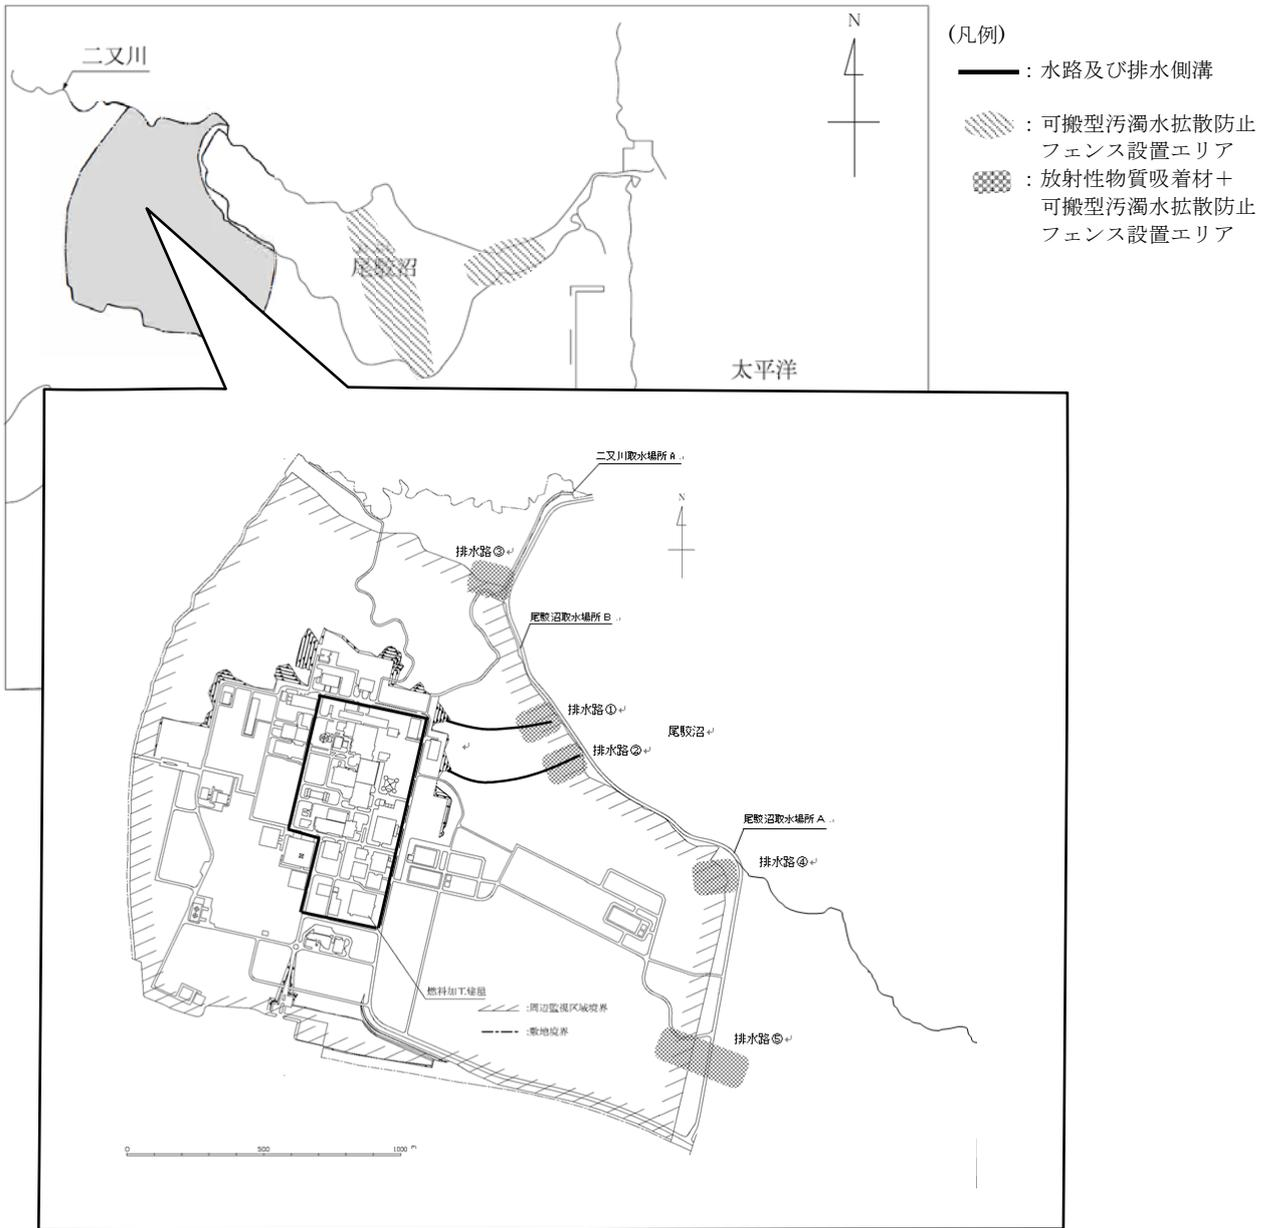 二又川
N
(凡例)
：水路及び排水側溝
：可搬型汚濁水拡散防止
フェンス設置エリア
：放射性物質吸着材＋
可搬型汚濁水拡散防止
フェンス設置エリア
尾駮沼
太平洋
二又川取水場所A
N
排水路③
尾駮沼取水場所B
排水路①
尾駮沼
排水路②
尾駮沼取水場所A
排水路④
燃料加工建屋
:周辺監視区域境界
:敷地境界
排水路⑤
0 500 1000 m